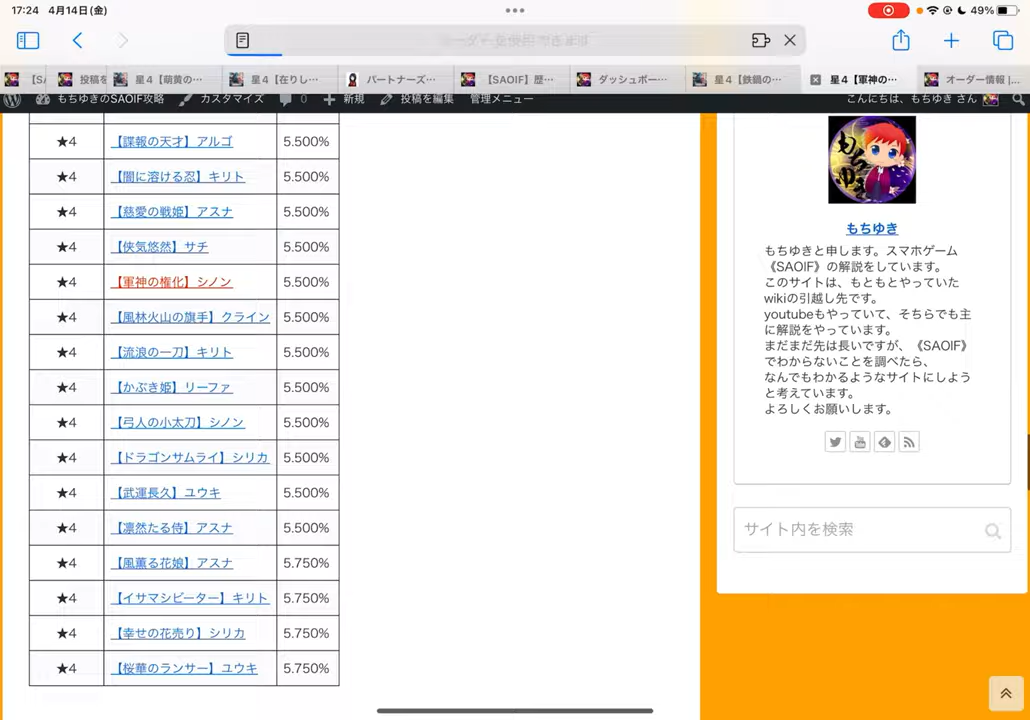 17:24 4月14日(金)
49%
【SA
投稿を
星４【萌黄の…
星４【在りし…
パートナーズ…
【SAOIF】歴…
ダッシュボー…
星４【鉄鎖の…
星４【軍神の…
オーダー情報 |…
もちゆきのSAOIF攻略 カスタマイズ 0 新規 投稿を編集 管理メニュー こんにちは、もちゆき さん
★4 【諜報の天才】アルゴ 5.500%
★4 【闇に溶ける忍】キリト 5.500%
★4 【慈愛の戦姫】アスナ 5.500%
★4 【侠気悠然】サチ 5.500%
★4 【軍神の権化】シノン 5.500%
★4 【風林火山の旗手】クライン 5.500%
★4 【流浪の一刀】キリト 5.500%
★4 【かぶき姫】リーファ 5.500%
★4 【弓人の小太刀】シノン 5.500%
★4 【ドラゴンサムライ】シリカ 5.500%
★4 【武運長久】ユウキ 5.500%
★4 【凛然たる侍】アスナ 5.500%
★4 【風薫る花娘】アスナ 5.750%
★4 【イサマシビーター】キリト 5.750%
★4 【幸せの花売り】シリカ 5.750%
★4 【桜華のランサー】ユウキ 5.750%
もちゆき
もちゆき
もちゆきと申します。スマホゲーム
《SAOIF》の解説をしています。
このサイトは、もともとやっていた
wikiの引越し先です。
youtubeもやっていて、そちらでも主
に解説をやっています。
まだまだ先は長いですが、《SAOIF》
でわからないことを調べたら、
なんでもわかるようなサイトにしよう
と考えています。
よろしくお願いします。
サイト内を検索